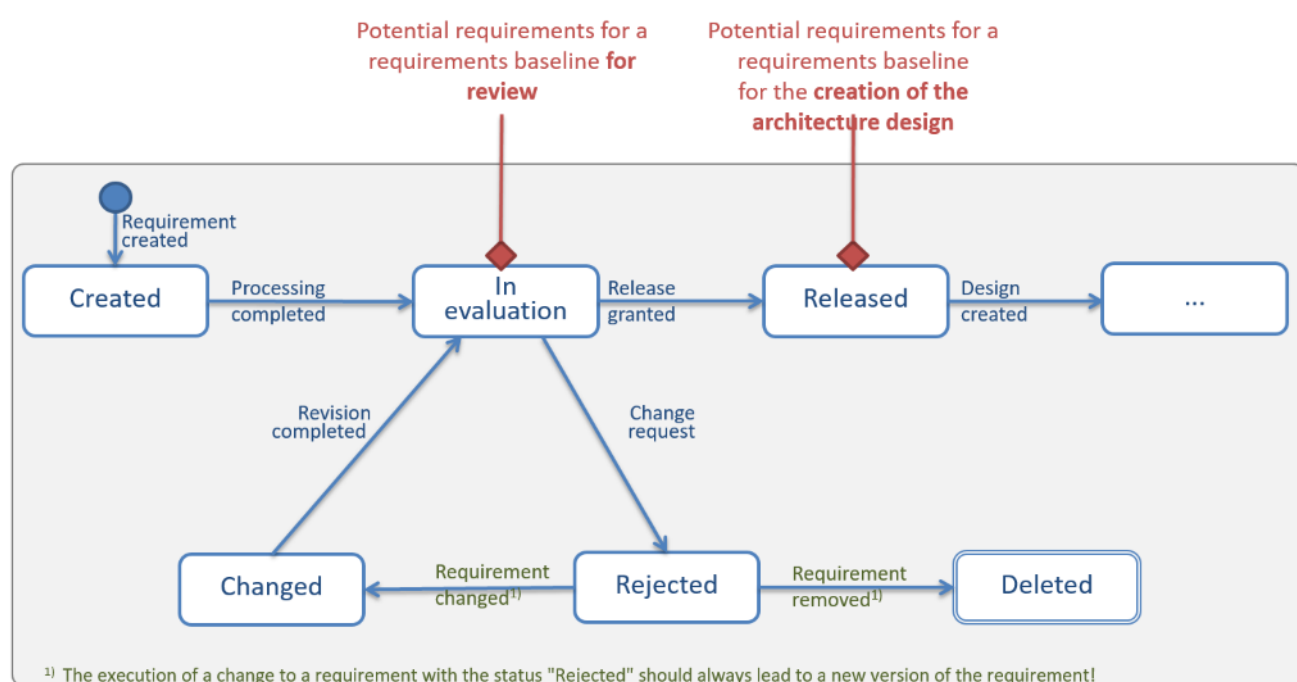 Potential requirements for a
requirements baseline for
review
Potential requirements for a
requirements baseline
for the creation of the
architecture design
Requirement
created
Created
Processing
completed
In
evaluation
Release
granted
Released
Design
created
...
Revision
completed
Change
request
Changed
Requirement
changed¹⁾
Rejected
Requirement
removed¹⁾
Deleted
¹⁾ The execution of a change to a requirement with the status "Rejected" should always lead to a new version of the requirement!